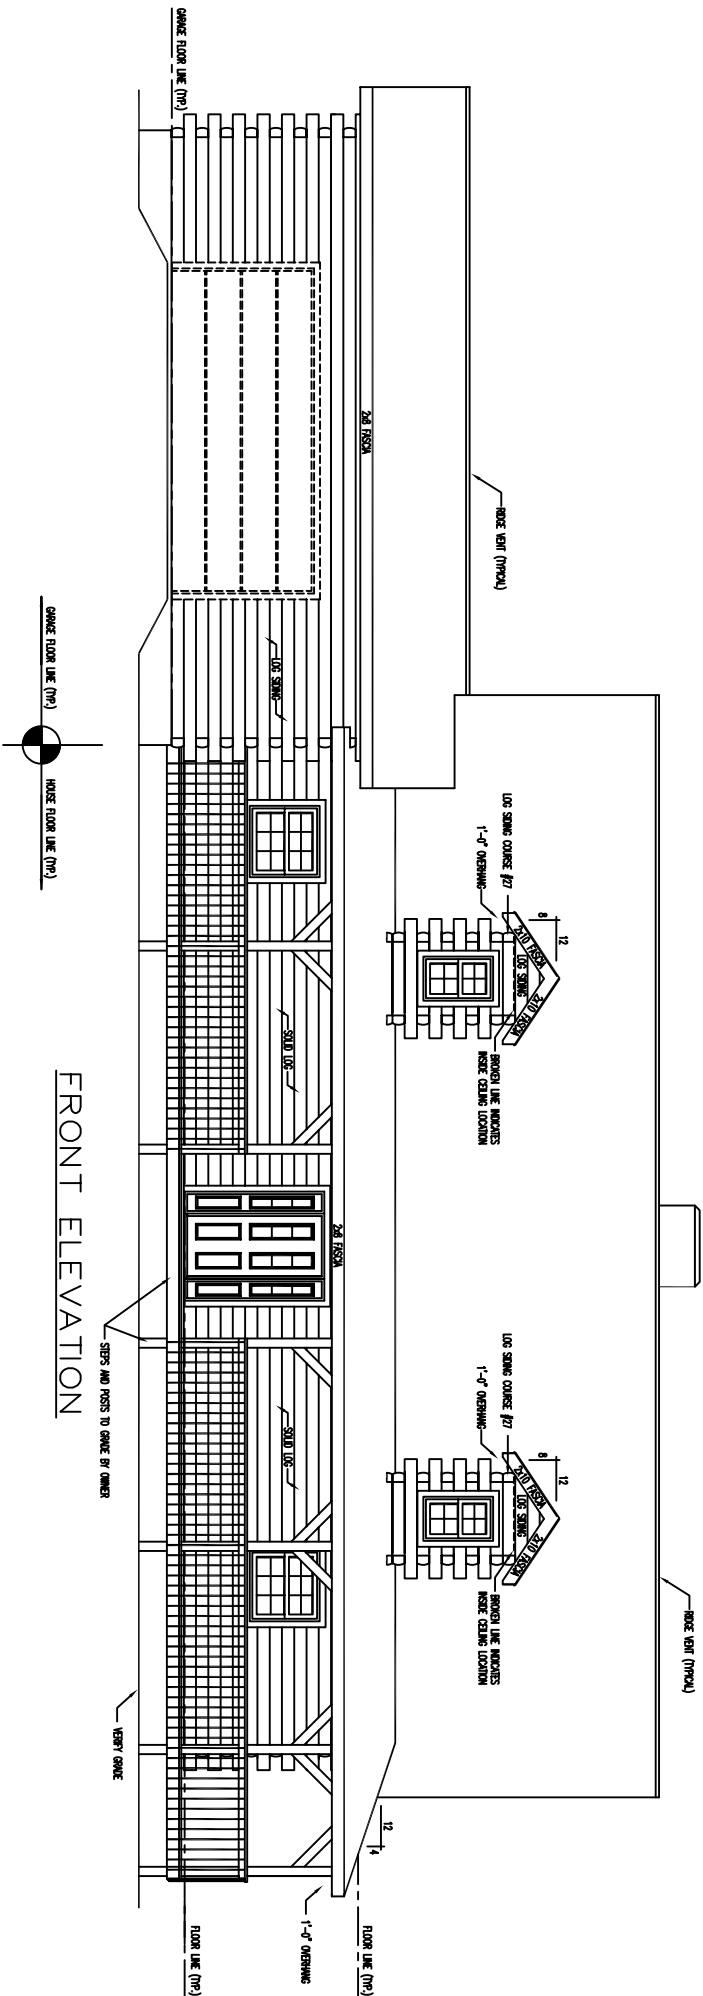 RIDGE VENT (TYPICAL)
RIDGE VENT (TYPICAL)
12
8
2x10 FASCIA
2x10 FASCIA
LOG SIDING
LOG SIDING COURSE #27
1'-0" OVERHANG
BROKEN LINE INDICATES
INSIDE CEILING LOCATION
12
8
2x10 FASCIA
2x10 FASCIA
LOG SIDING
LOG SIDING COURSE #27
1'-0" OVERHANG
BROKEN LINE INDICATES
INSIDE CEILING LOCATION
12
4
2x8 FASCIA
2x8 FASCIA
FLOOR LINE (TYP.)
1'-0" OVERHANG
LOG SIDING
SOLID LOG
SOLID LOG
GARAGE FLOOR LINE (TYP.)
FLOOR LINE (TYP.)
VERIFY GRADE
STEPS AND POSTS TO GRADE BY OWNER
GARAGE FLOOR LINE (TYP.)
HOUSE FLOOR LINE (TYP.)
FRONT ELEVATION